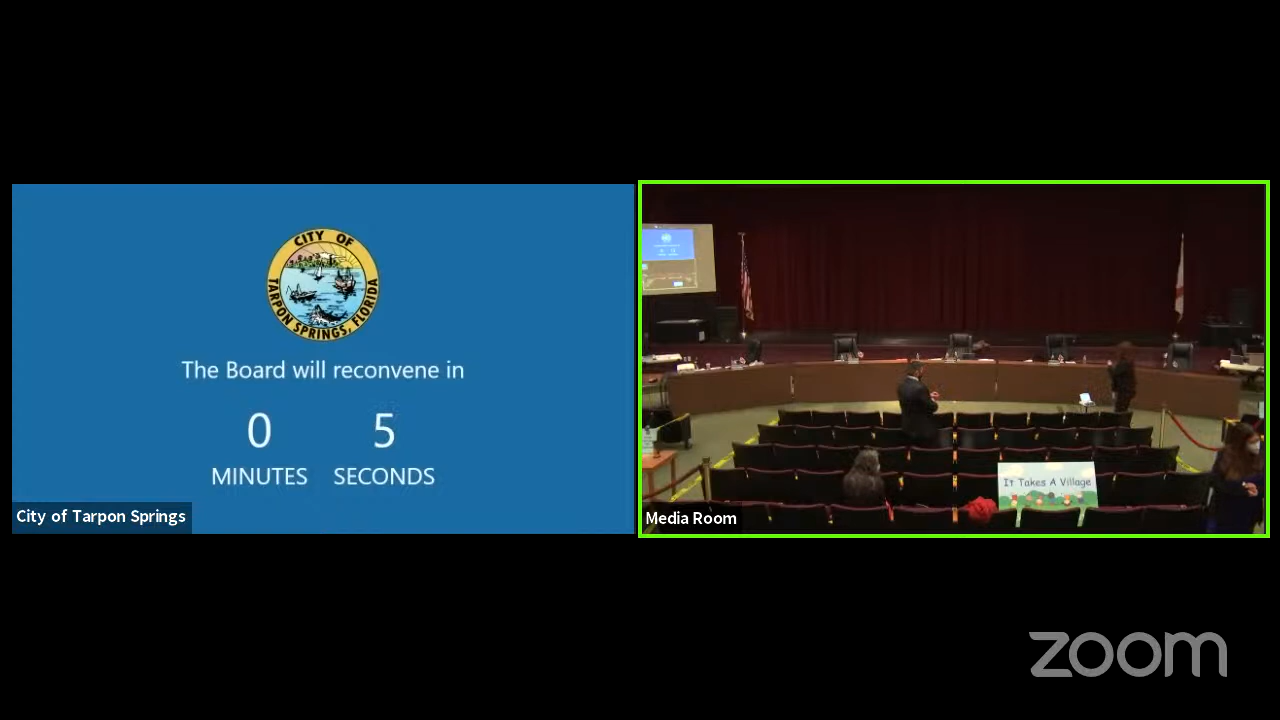 CITY OF
TARPON SPRINGS, FLORIDA
The Board will reconvene in
0 5
MINUTES SECONDS
City of Tarpon Springs
It Takes A Village
Media Room
zoom